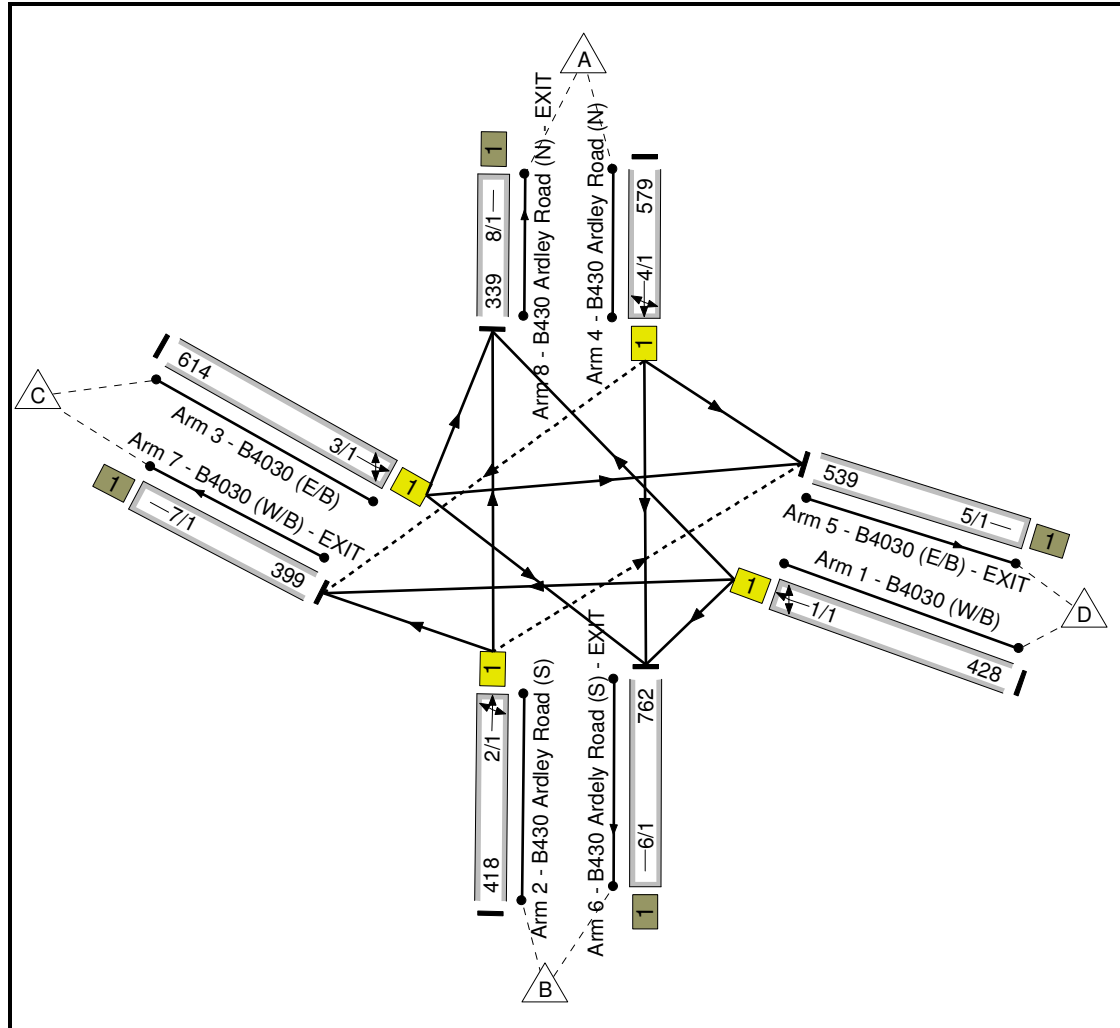 A
Arm 8 - B430 Ardley Road (N) - EXIT
1
8/1
339
Arm 4 - B430 Ardley Road (N)
579
4/1
1
C
614
3/1
1
Arm 3 - B4030 (E/B)
Arm 7 - B4030 (W/B) - EXIT
1
7/1
399
539
5/1
1
Arm 5 - B4030 (E/B) - EXIT
Arm 1 - B4030 (W/B)
1
1/1
428
D
1
2/1
418
Arm 2 - B430 Ardley Road (S)
Arm 6 - B430 Ardely Road (S) - EXIT
762
6/1
1
B